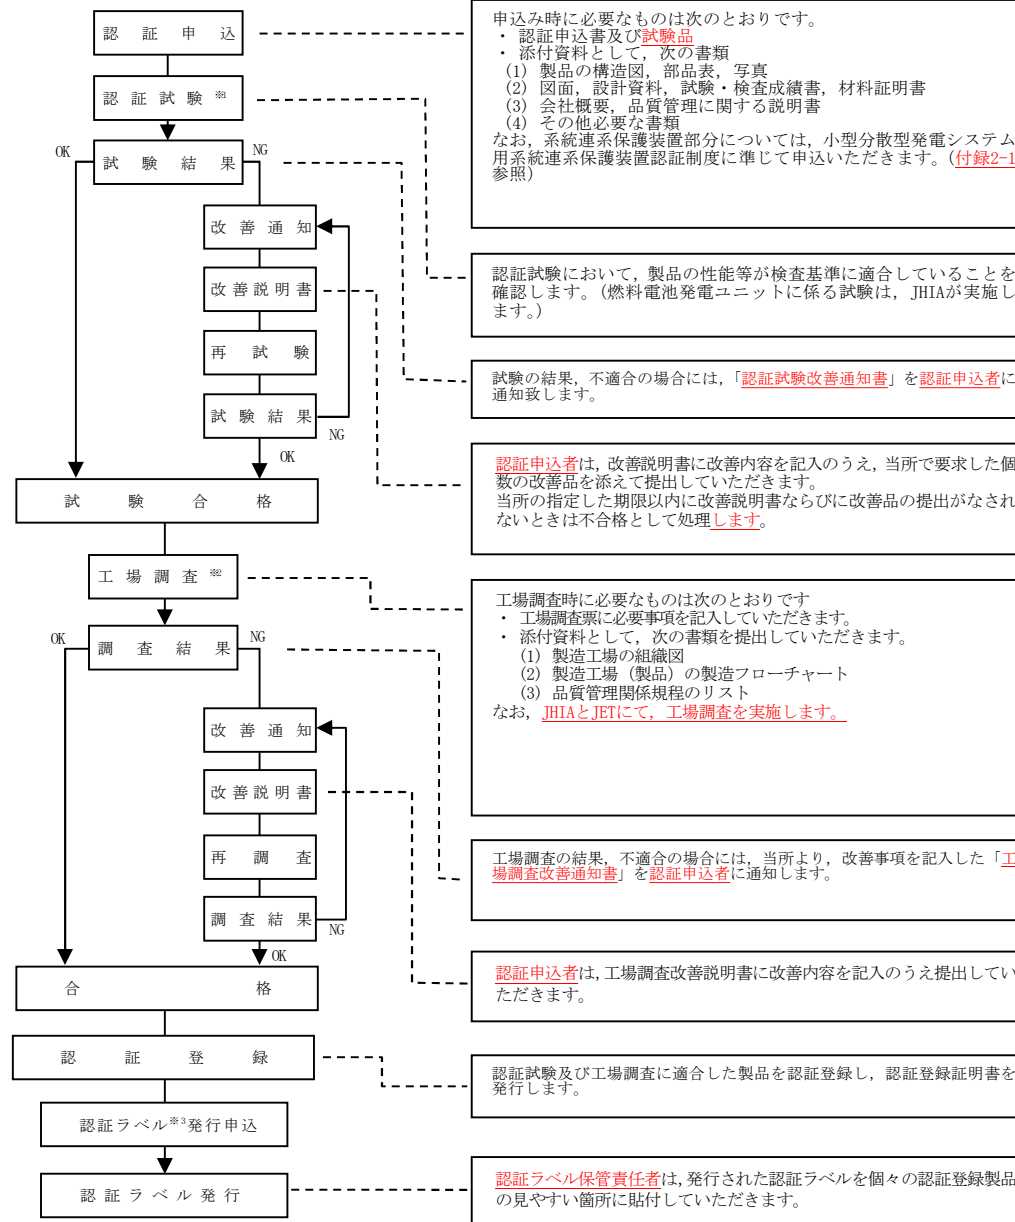 認証申込
認証試験※1
OK
NG
試験結果
改善通知
改善説明書
再試験
試験結果
NG
OK
試験合格
工場調査※2
OK
NG
調査結果
改善通知
改善説明書
再調査
調査結果
NG
OK
合格
認証登録
認証ラベル※3発行申込
認証ラベル発行
申込み時に必要なものは次のとおりです。
・ 認証申込書及び試験品
・ 添付資料として，次の書類
(1) 製品の構造図，部品表，写真
(2) 図面，設計資料，試験・検査成績書，材料証明書
(3) 会社概要，品質管理に関する説明書
(4) その他必要な書類
なお，系統連系保護装置部分については，小型分散型発電システム
用系統連系保護装置認証制度に準じて申込いただきます。(付録2-1
参照)
認証試験において，製品の性能等が検査基準に適合していることを
確認します。(燃料電池発電ユニットに係る試験は，JHIAが実施し
ます。)
試験の結果，不適合の場合には，「認証試験改善通知書」を認証申込者に
通知致します。
認証申込者は，改善説明書に改善内容を記入のうえ，当所で要求した個
数の改善品を添えて提出していただきます。
当所の指定した期限以内に改善説明書ならびに改善品の提出がなされ
ないときは不合格として処理します。
工場調査時に必要なものは次のとおりです
・ 工場調査票に必要事項を記入していただきます。
・ 添付資料として，次の書類を提出していただきます。
(1) 製造工場の組織図
(2) 製造工場（製品）の製造フローチャート
(3) 品質管理関係規程のリスト
なお，JHIAとJETにて，工場調査を実施します。
工場調査の結果，不適合の場合には，当所より，改善事項を記入した「工
場調査改善通知書」を認証申込者に通知します。
認証申込者は，工場調査改善説明書に改善内容を記入のうえ提出してい
ただきます。
認証試験及び工場調査に適合した製品を認証登録し，認証登録証明書を
発行します。
認証ラベル保管責任者は，発行された認証ラベルを個々の認証登録製品
の見やすい箇所に貼付していただきます。